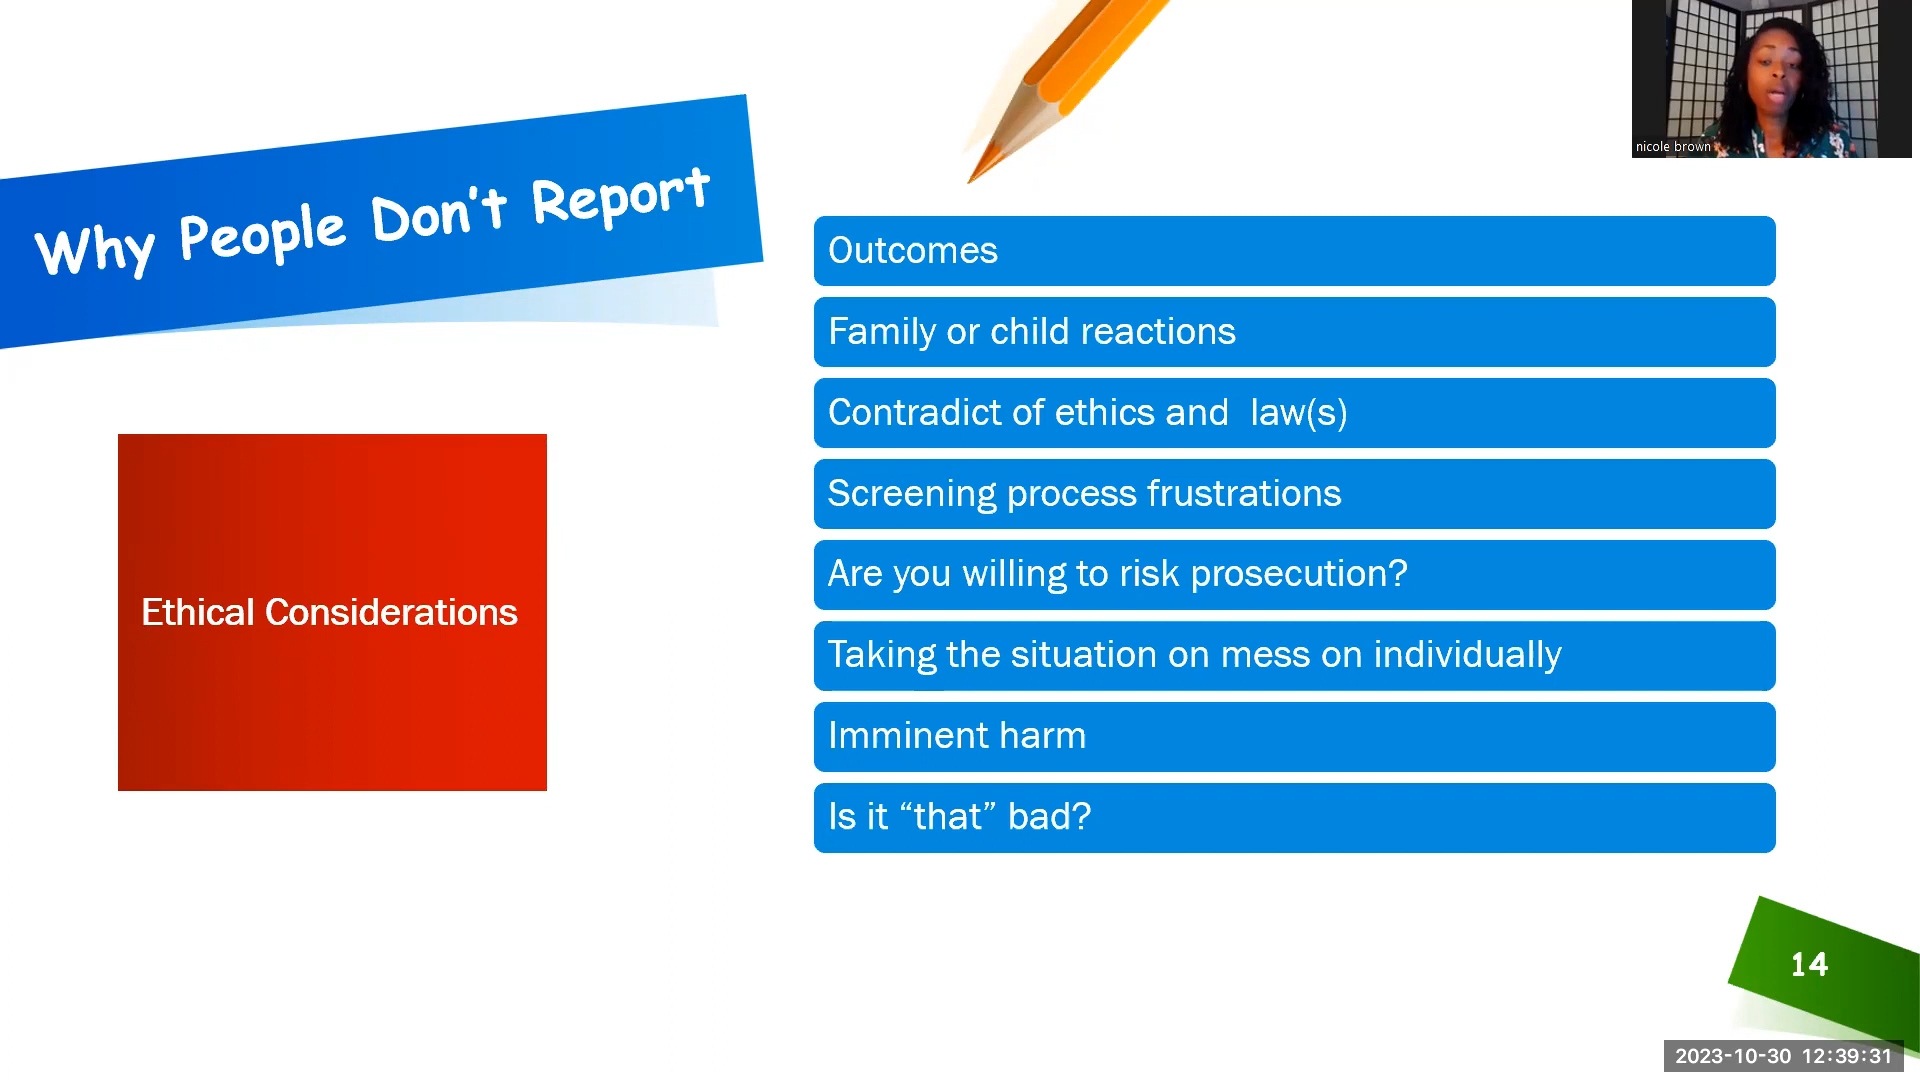 nicole brown
Why People Don't Report
Ethical Considerations
Outcomes
Family or child reactions
Contradict of ethics and  law(s)
Screening process frustrations
Are you willing to risk prosecution?
Taking the situation on mess on individually
Imminent harm
Is it “that” bad?
14
2023-10-30 12:39:31